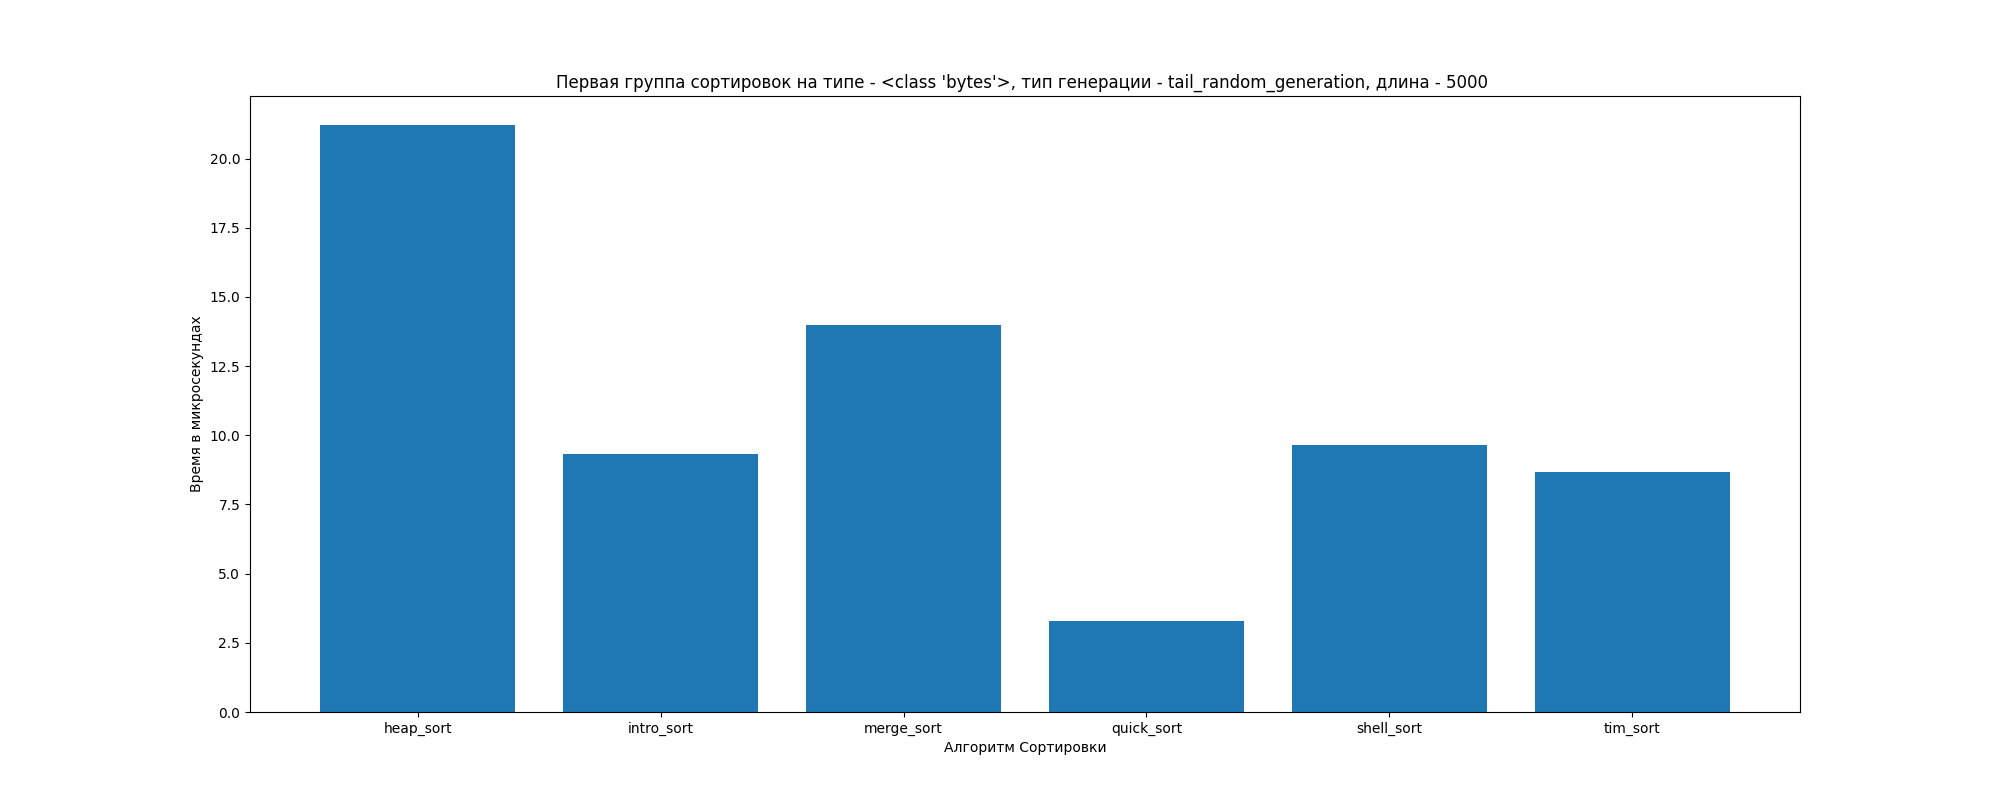 Первая группа сортировок на типе - <class 'bytes'>, тип генерации - tail_random_generation, длина - 5000
Время в микросекундах
20.0
17.5
15.0
12.5
10.0
7.5
5.0
2.5
0.0
heap_sort intro_sort merge_sort quick_sort shell_sort tim_sort
Алгоритм Сортировки